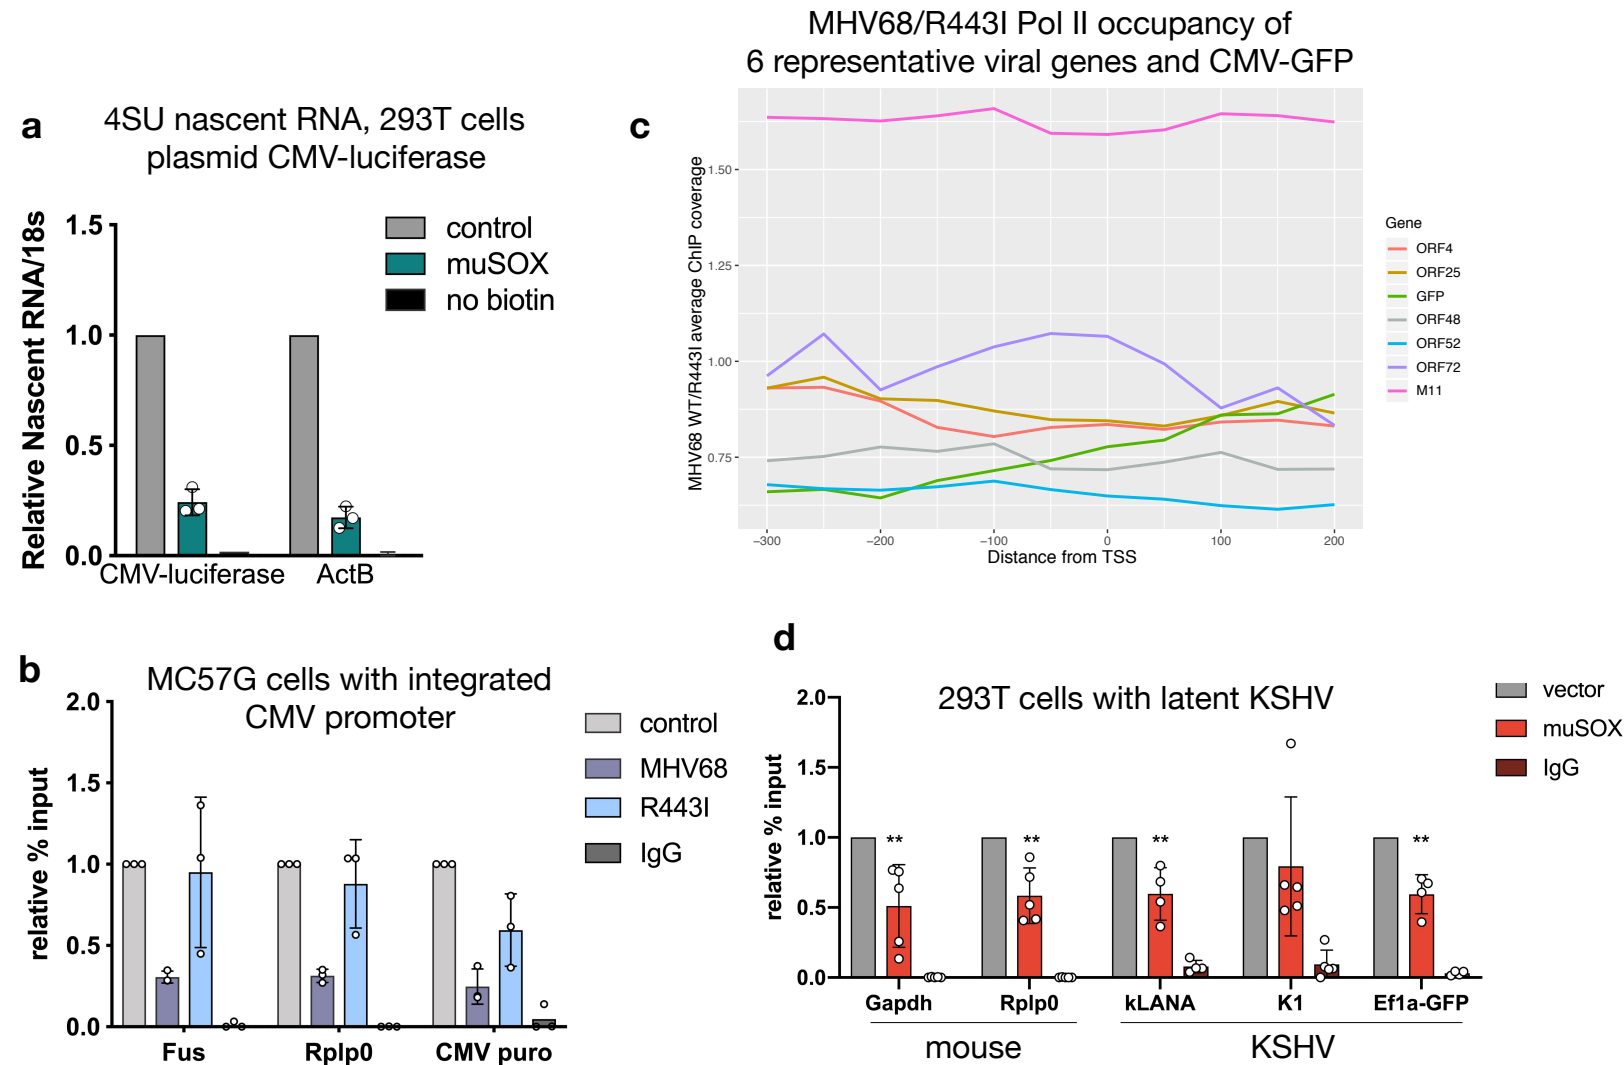 a
4SU nascent RNA, 293T cells
plasmid CMV-luciferase
Relative Nascent RNA/18s
1.5
1.0
0.5
0.0
control
muSOX
no biotin
CMV-luciferase ActB
c
MHV68/R443I Pol II occupancy of
6 representative viral genes and CMV-GFP
MHV68 WT/R443I average ChIP coverage
1.50
1.25
1.00
0.75
−300 −200 −100 0 100 200
Distance from TSS
Gene
ORF4
ORF25
GFP
ORF48
ORF52
ORF72
M11
b
MC57G cells with integrated
CMV promoter
relative % input
2.0
1.5
1.0
0.5
0.0
control
MHV68
R443I
IgG
Fus Rplp0 CMV puro
d
293T cells with latent KSHV
relative % input
2.0
1.5
1.0
0.5
0.0
vector
muSOX
IgG
** ** ** **
Gapdh Rplp0 kLANA K1 Ef1a-GFP
mouse KSHV